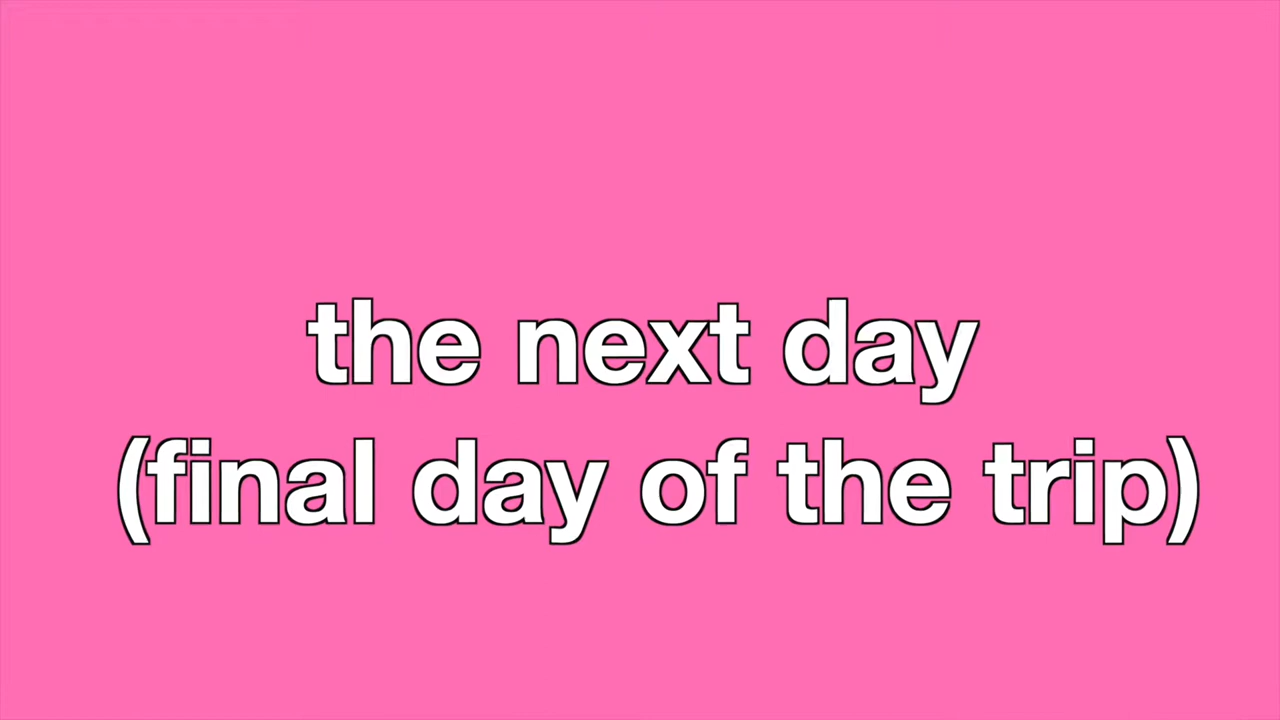 the next day
(final day of the trip)